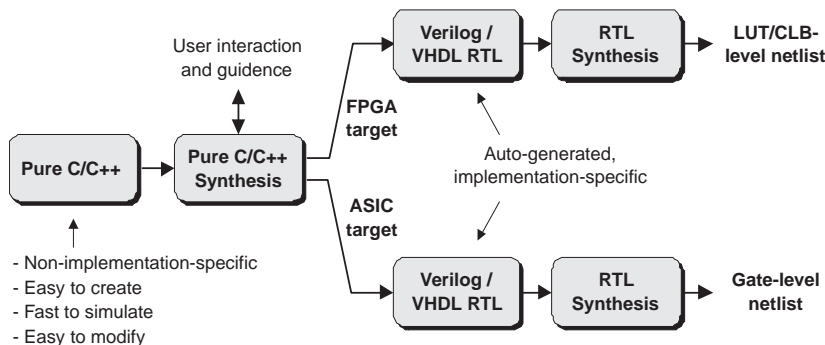 User interaction
and guidence
Verilog /
VHDL RTL
RTL
Synthesis
LUT/CLB-
level netlist
FPGA
target
Pure C/C++
Pure C/C++
Synthesis
Auto-generated,
implementation-specific
ASIC
target
- Non-implementation-specific
- Easy to create
- Fast to simulate
- Easy to modify
Verilog /
VHDL RTL
RTL
Synthesis
Gate-level
netlist